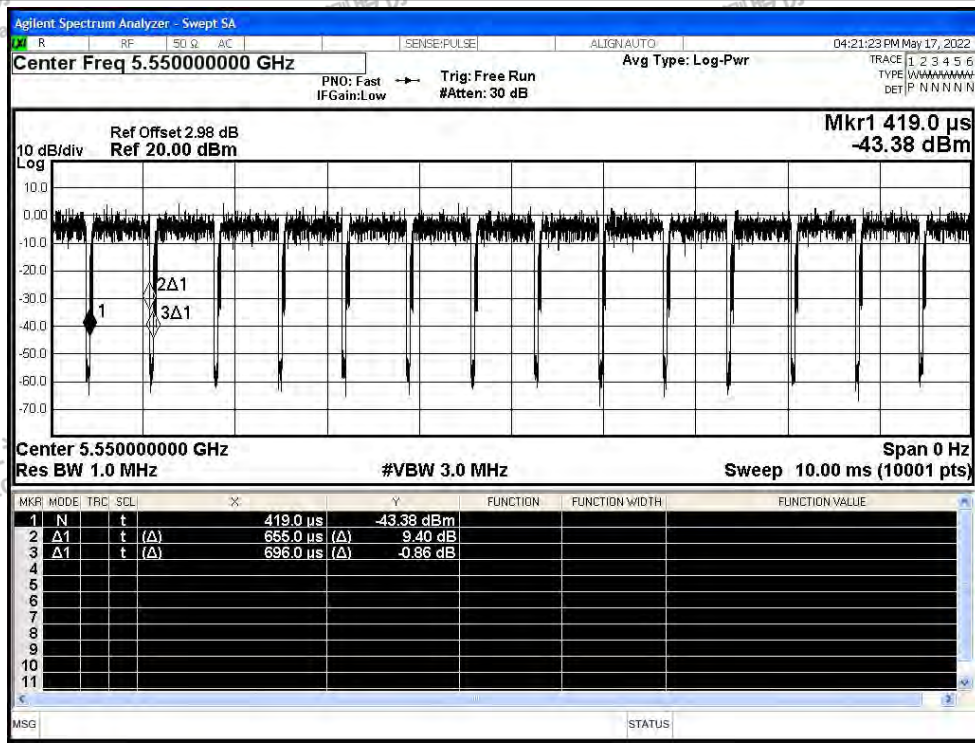 Agilent Spectrum Analyzer - Swept SA
LXI R RF 50 Ω AC SENSE:PULSE ALIGNAUTO 04:21:23 PM May 17, 2022
Center Freq 5.550000000 GHz
PNO: Fast
IFGain:Low
Trig: Free Run
#Atten: 30 dB
Avg Type: Log-Pwr
TRACE 1 2 3 4 5 6
TYPE
DET P N N N N N
Mkr1 419.0 µs
-43.38 dBm
Ref Offset 2.98 dB
10 dB/div Ref 20.00 dBm
Log
10.0
0.00
-10.0
-20.0
-30.0
-40.0
-50.0
-60.0
-70.0
1
2Δ1
3Δ1
Center 5.550000000 GHz Span 0 Hz
Res BW 1.0 MHz #VBW 3.0 MHz Sweep 10.00 ms (10001 pts)
MKR MODE TRC SCL X Y FUNCTION FUNCTION WIDTH FUNCTION VALUE
1 N t 419.0 µs -43.38 dBm
2 Δ1 t (Δ) 655.0 µs (Δ) 9.40 dB
3 Δ1 t (Δ) 696.0 µs (Δ) -0.86 dB
4
5
6
7
8
9
10
11
MSG STATUS